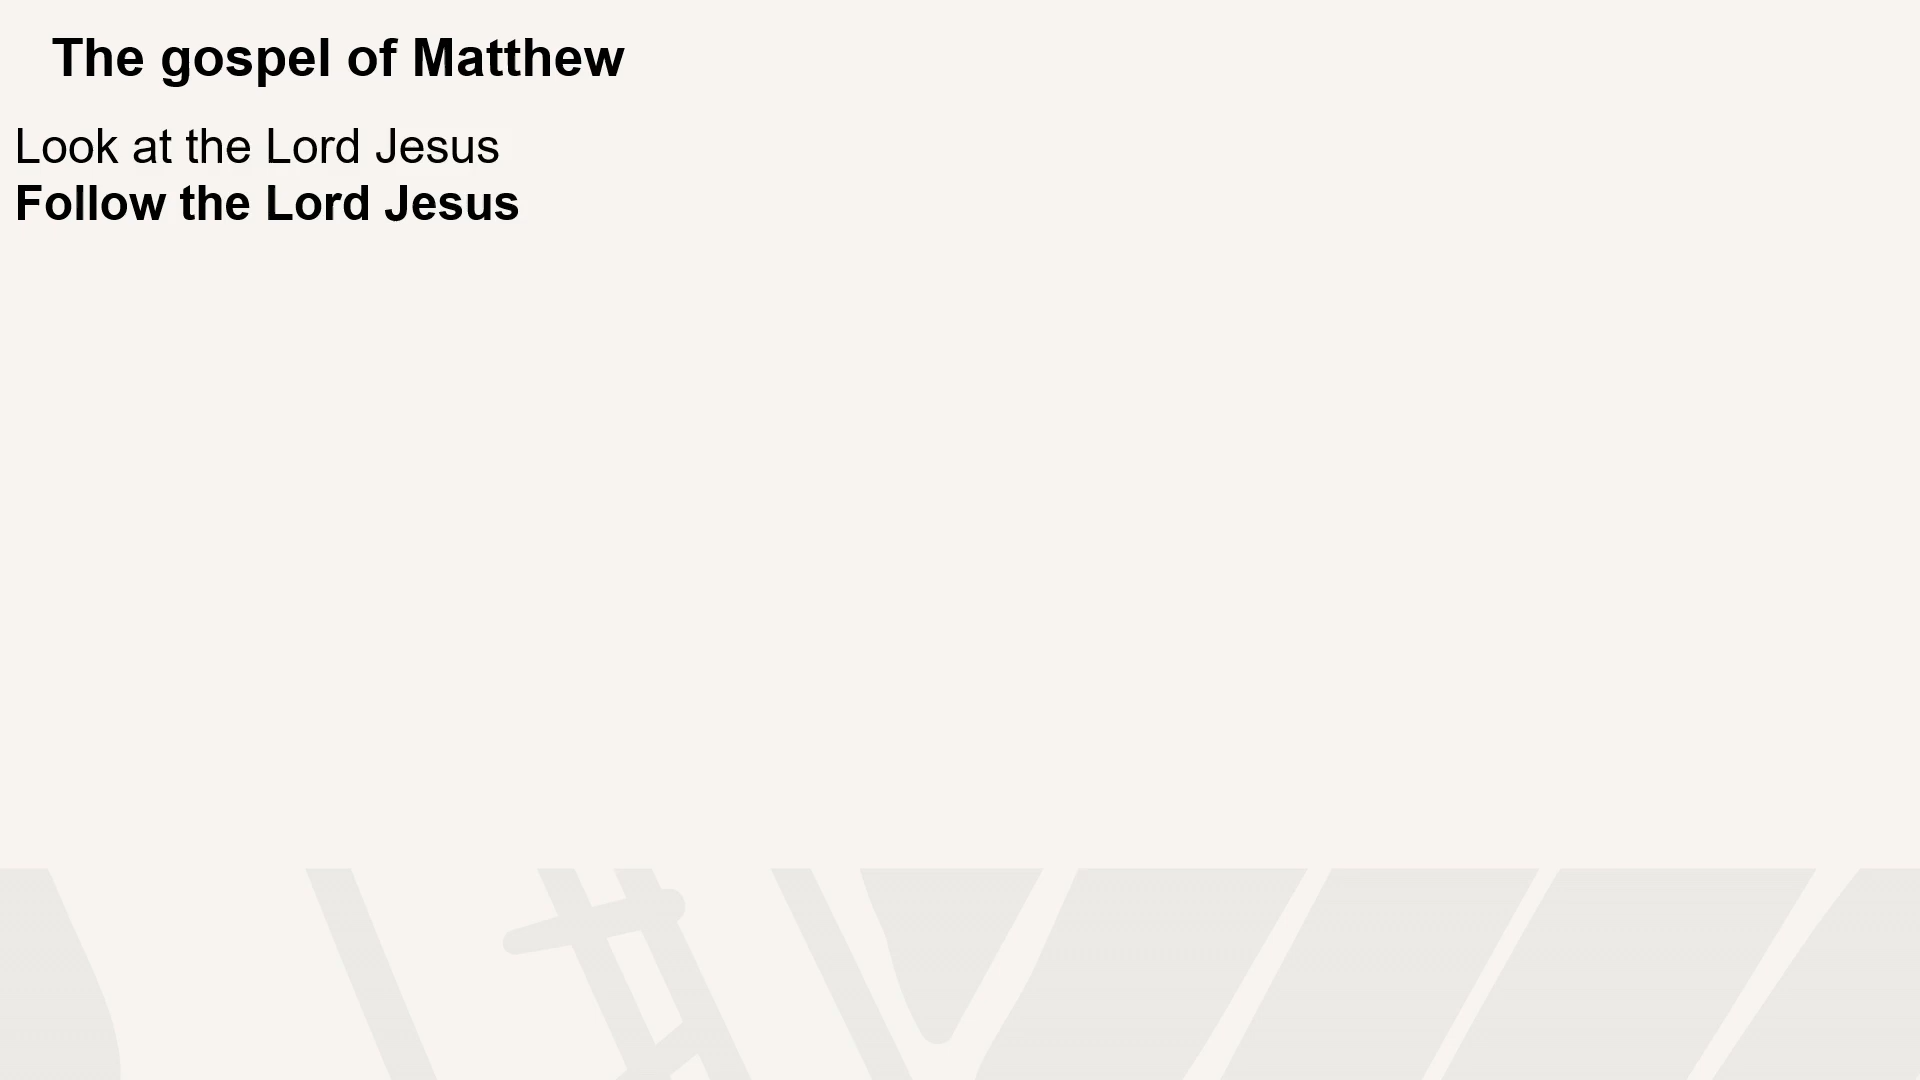 The gospel of Matthew
Look at the Lord Jesus
Follow the Lord Jesus